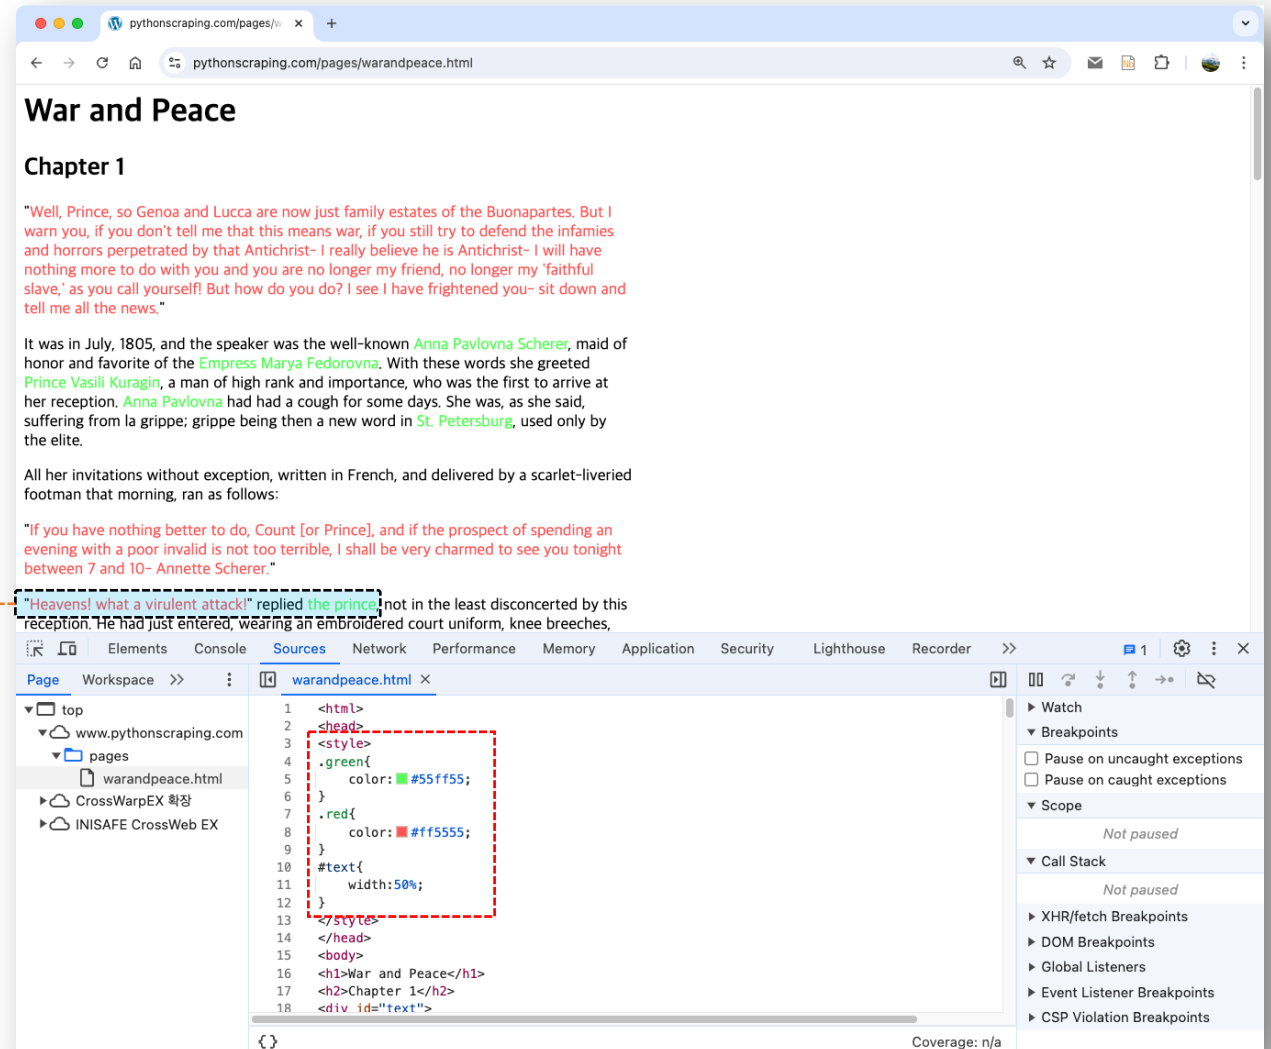 pythonscraping.com/pages/w
pythonscraping.com/pages/warandpeace.html
War and Peace
Chapter 1
"Well, Prince, so Genoa and Lucca are now just family estates of the Buonapartes. But I
warn you, if you don't tell me that this means war, if you still try to defend the infamies
and horrors perpetrated by that Antichrist- I really believe he is Antichrist- I will have
nothing more to do with you and you are no longer my friend, no longer my 'faithful
slave,' as you call yourself! But how do you do? I see I have frightened you- sit down and
tell me all the news."
It was in July, 1805, and the speaker was the well-known Anna Pavlovna Scherer, maid of
honor and favorite of the Empress Marya Fedorovna. With these words she greeted
Prince Vasili Kuragin, a man of high rank and importance, who was the first to arrive at
her reception. Anna Pavlovna had had a cough for some days. She was, as she said,
suffering from la grippe; grippe being then a new word in St. Petersburg, used only by
the elite.
All her invitations without exception, written in French, and delivered by a scarlet-liveried
footman that morning, ran as follows:
"If you have nothing better to do, Count [or Prince], and if the prospect of spending an
evening with a poor invalid is not too terrible, I shall be very charmed to see you tonight
between 7 and 10- Annette Scherer."
"Heavens! what a virulent attack!" replied the prince, not in the least disconcerted by this
reception. He had just entered, wearing an embroidered court uniform, knee breeches,
Elements Console Sources Network Performance Memory Application Security Lighthouse Recorder 1
Page Workspace
warandpeace.html
top
www.pythonscraping.com
pages
warandpeace.html
CrossWarpEX 확장
INISAFE CrossWeb EX
1 <html>
2 <head>
3 <style>
4 .green{
5 color: #55ff55;
6 }
7 .red{
8 color: #ff5555;
9 }
10 #text{
11 width:50%;
12 }
13 </style>
14 </head>
15 <body>
16 <h1>War and Peace</h1>
17 <h2>Chapter 1</h2>
18 <div id="text">
{}
Coverage: n/a
Watch
Breakpoints
Pause on uncaught exceptions
Pause on caught exceptions
Scope
Not paused
Call Stack
Not paused
XHR/fetch Breakpoints
DOM Breakpoints
Global Listeners
Event Listener Breakpoints
CSP Violation Breakpoints